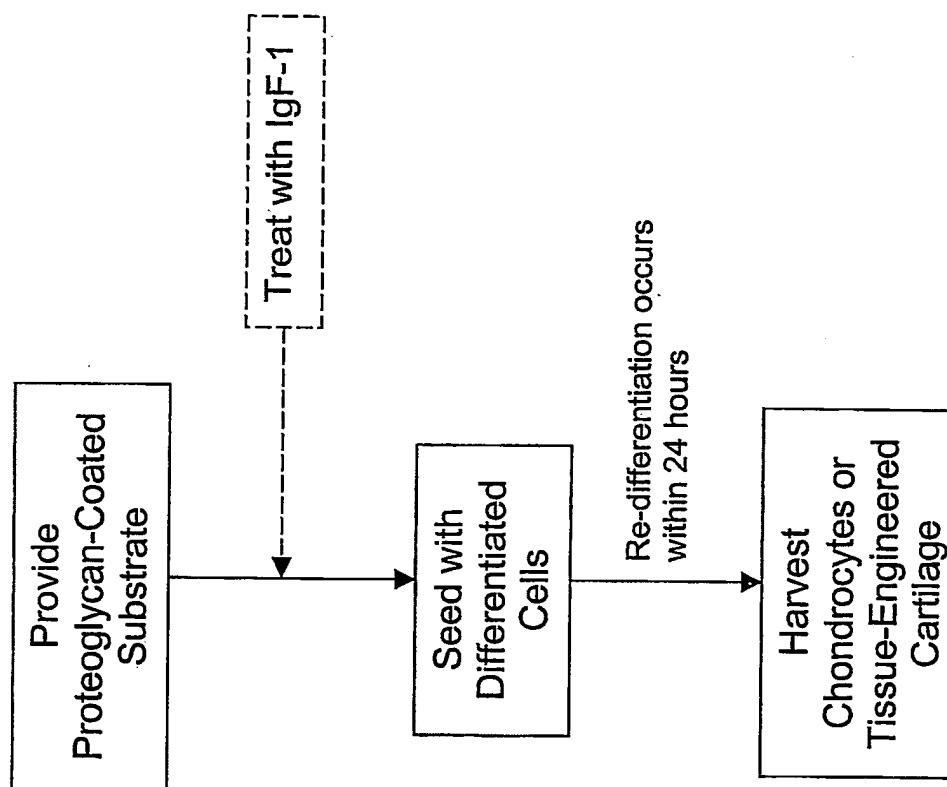 Provide
Proteoglycan-Coated
Substrate
Treat with IgF-1
Seed with
Differentiated
Cells
Re-differentiation occurs
within 24 hours
Harvest
Chondrocytes or
Tissue-Engineered
Cartilage